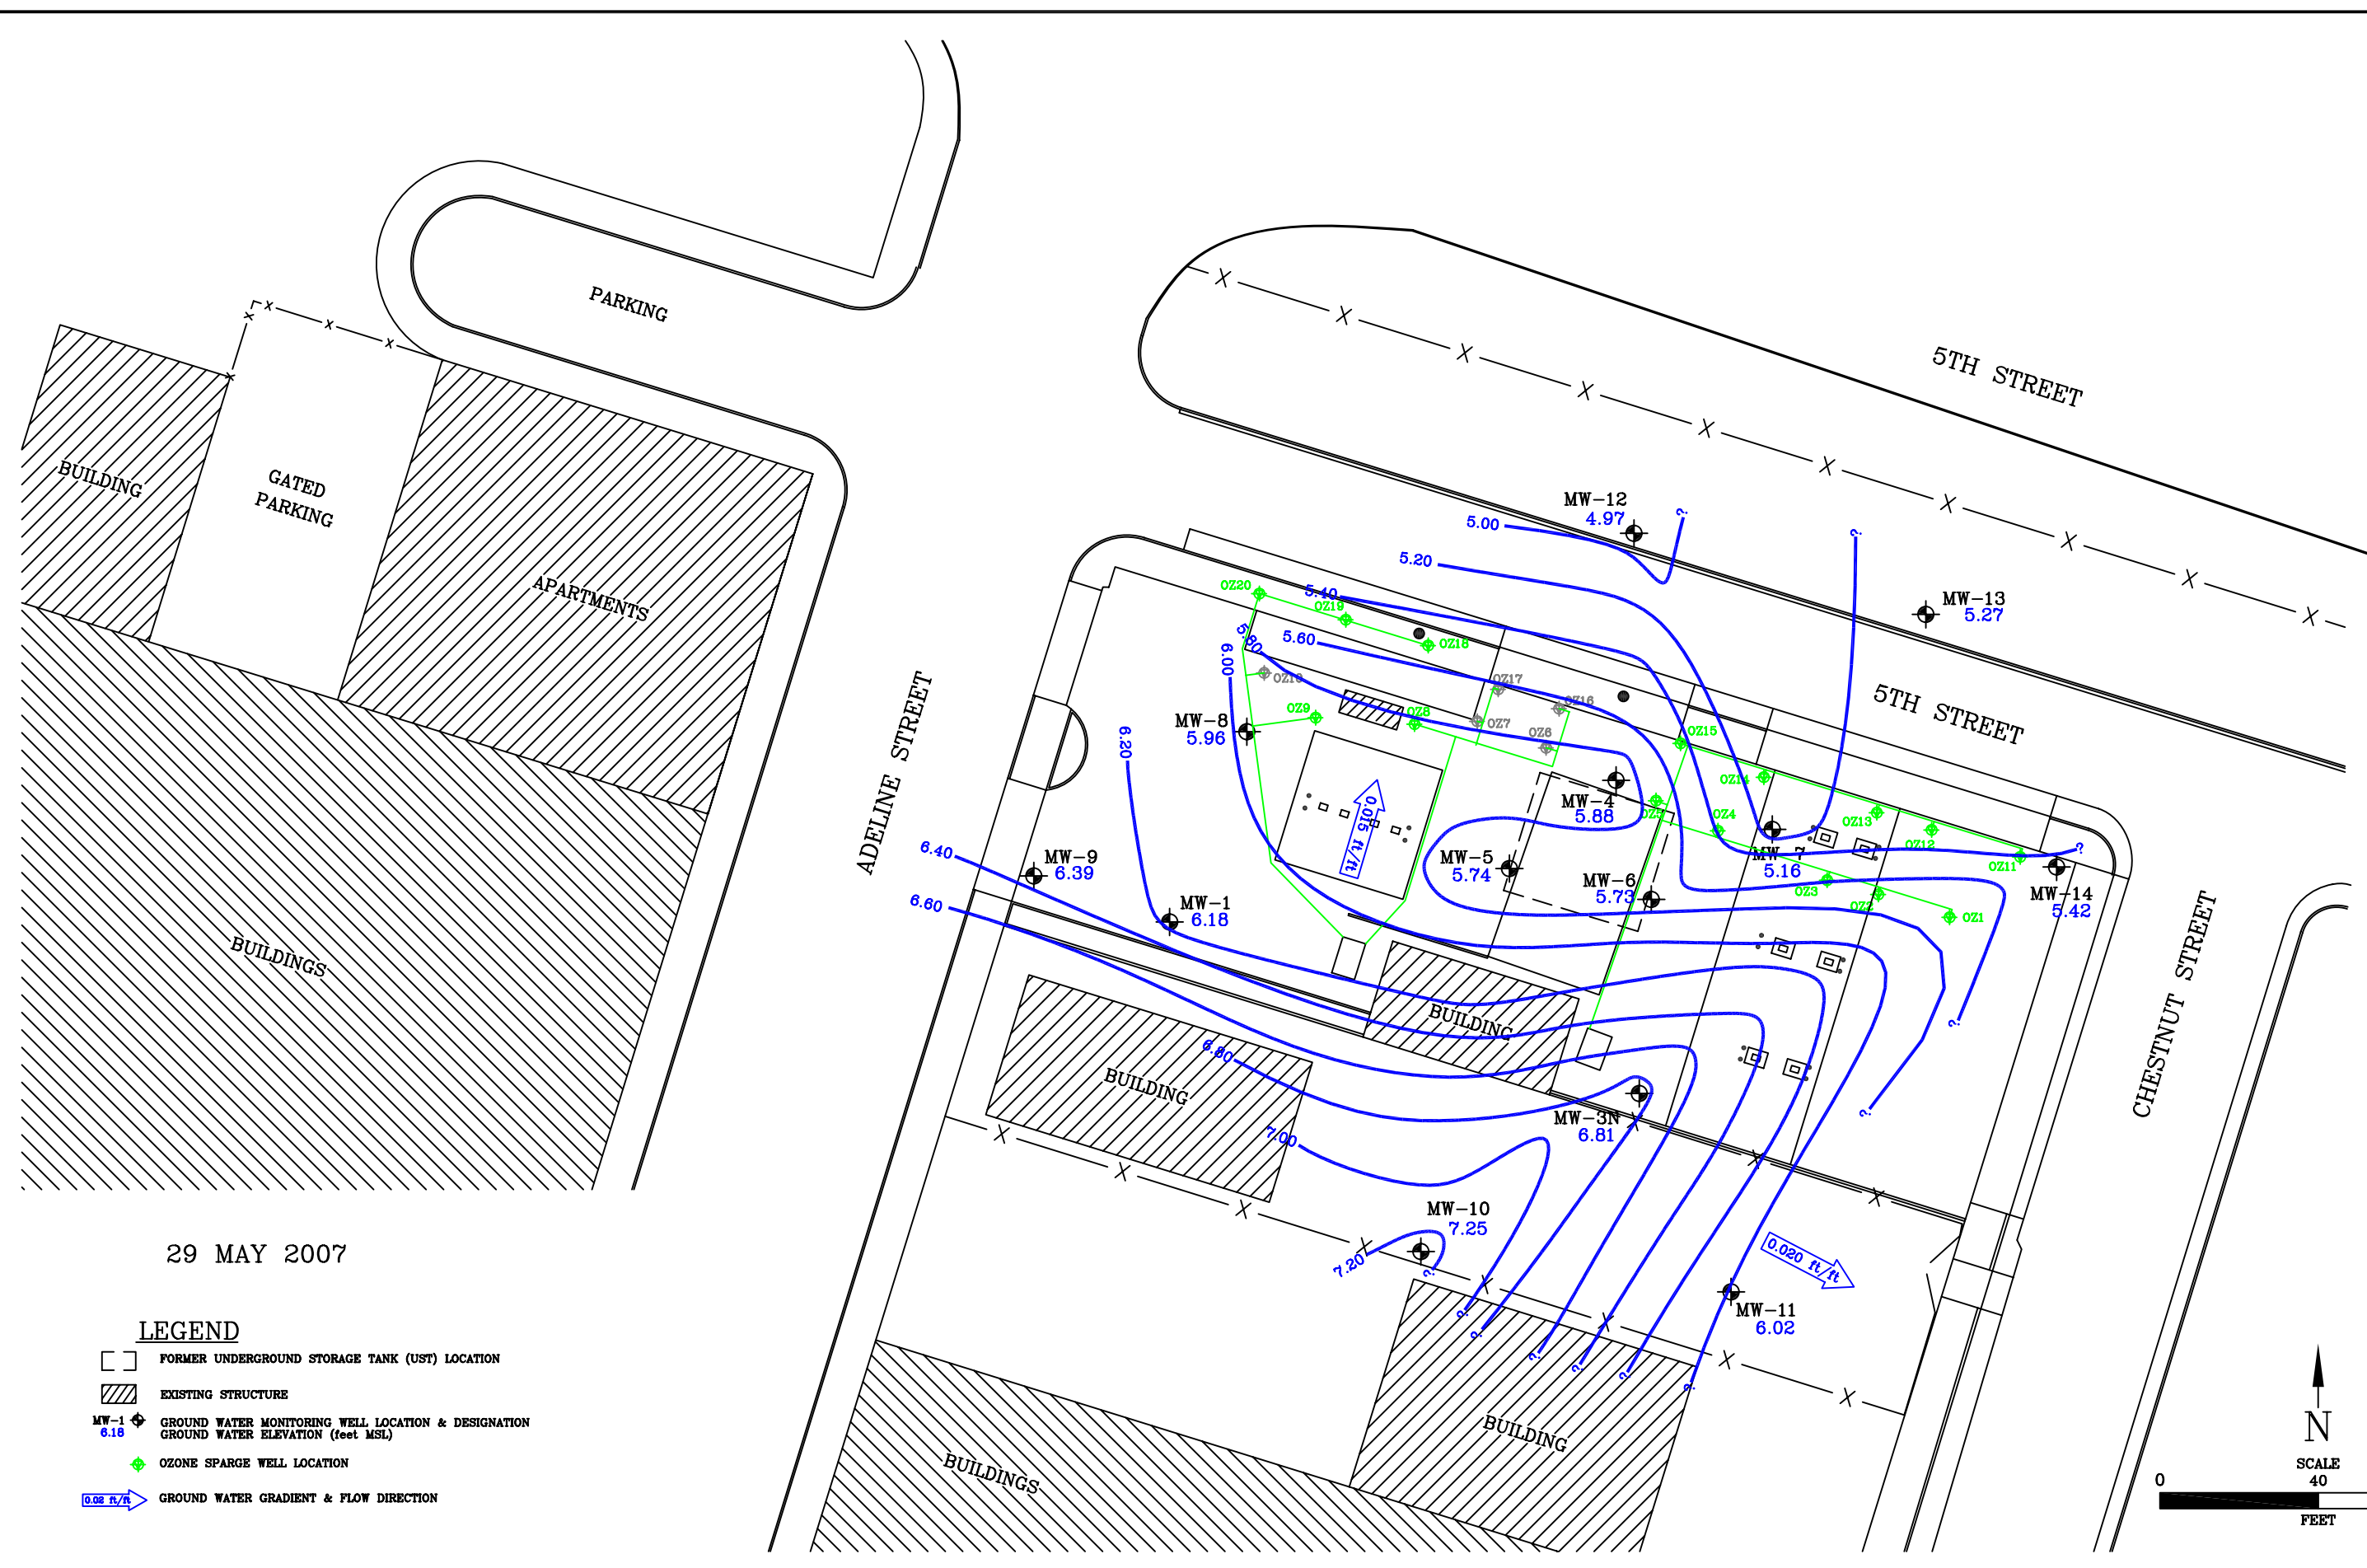 5TH STREET
PARKING
BUILDING
GATED
PARKING
APARTMENTS
MW-12
4.97
5.00
5.20
5.40
5.60
5.80
6.00
6.20
6.40
6.60
6.80
7.00
7.20
MW-13
5.27
OZ20
OZ19
OZ18
OZ17
OZ16
OZ9
OZ8
OZ7
OZ6
OZ15
OZ14
OZ13
OZ12
OZ11
OZ5
OZ4
OZ3
OZ2
OZ1
5TH STREET
ADELINE STREET
CHESTNUT STREET
MW-8
5.96
MW-4
5.88
0.015 ft/ft
MW-5
5.74
MW-6
5.73
5.16
MW-14
5.42
MW-9
6.39
MW-1
6.18
BUILDINGS
BUILDING
BUILDING
MW-3N
6.81
MW-10
7.25
0.020 ft/ft
MW-11
6.02
BUILDING
BUILDINGS
29 MAY 2007
LEGEND
FORMER UNDERGROUND STORAGE TANK (UST) LOCATION
EXISTING STRUCTURE
MW-1
6.18
GROUND WATER MONITORING WELL LOCATION & DESIGNATION
GROUND WATER ELEVATION (feet MSL)
OZONE SPARGE WELL LOCATION
0.02 ft/ft
GROUND WATER GRADIENT & FLOW DIRECTION
N
SCALE
0 40
FEET